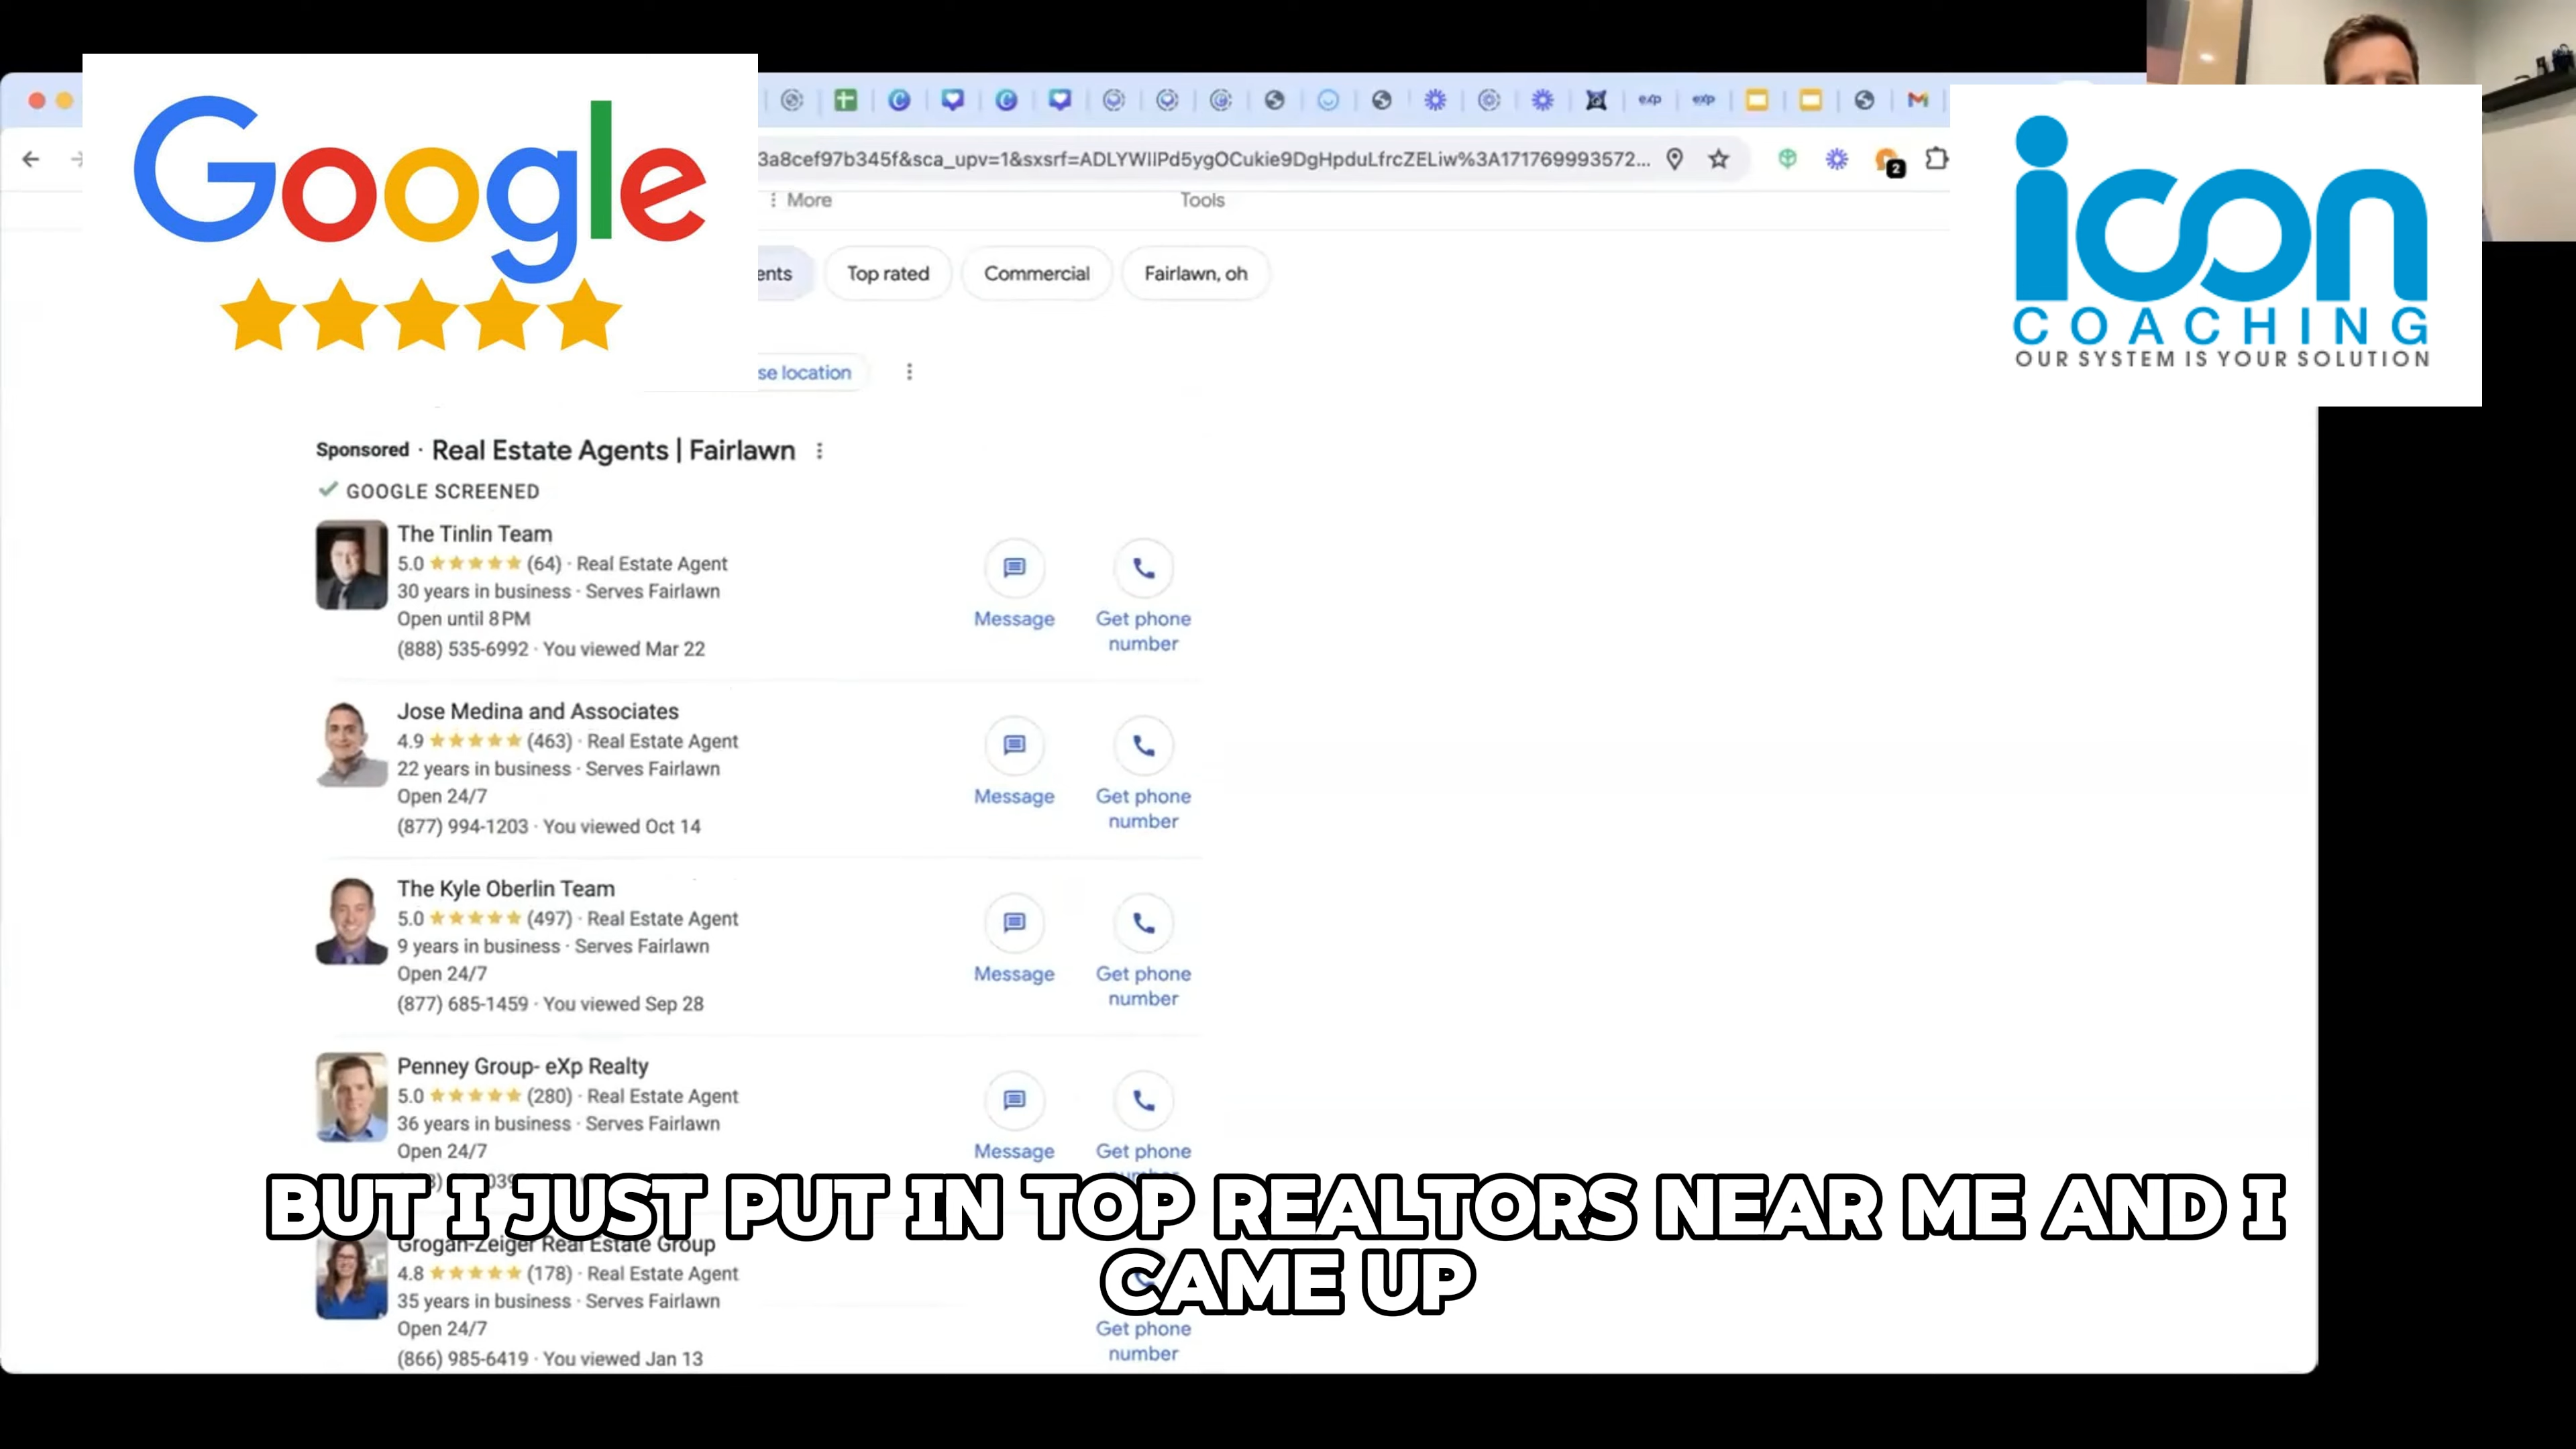 Google
3a8cef97b345f&sca_upv=1&sxsrf=ADLYWIIPd5ygOCukie9DgHpduLfrcZELiw%3A171769993572...
2
More
Tools
ents
Top rated
Commercial
Fairlawn, oh
se location
icon
COACHING
OUR SYSTEM IS YOUR SOLUTION
exp
exp
Sponsored · Real Estate Agents | Fairlawn
GOOGLE SCREENED
The Tinlin Team
5.0 (64) · Real Estate Agent
30 years in business · Serves Fairlawn
Open until 8 PM
(888) 535-6992 · You viewed Mar 22
Message
Get phone
number
Jose Medina and Associates
4.9 (463) · Real Estate Agent
22 years in business · Serves Fairlawn
Open 24/7
(877) 994-1203 · You viewed Oct 14
Message
Get phone
number
The Kyle Oberlin Team
5.0 (497) · Real Estate Agent
9 years in business · Serves Fairlawn
Open 24/7
(877) 685-1459 · You viewed Sep 28
Message
Get phone
number
Penney Group- eXp Realty
5.0 (280) · Real Estate Agent
36 years in business · Serves Fairlawn
Open 24/7
Message
Get phone
BUT I JUST PUT IN TOP REALTORS NEAR ME AND I
CAME UP
Grogan-Zeiger Real Estate Group
4.8 (178) · Real Estate Agent
35 years in business · Serves Fairlawn
Open 24/7
(866) 985-6419 · You viewed Jan 13
Get phone
number